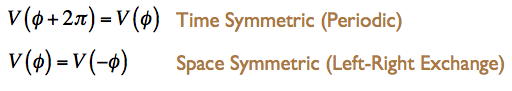 V(ϕ+2π)=V(ϕ) Time Symmetric (Periodic)
V(ϕ)=V(−ϕ) Space Symmetric (Left-Right Exchange)